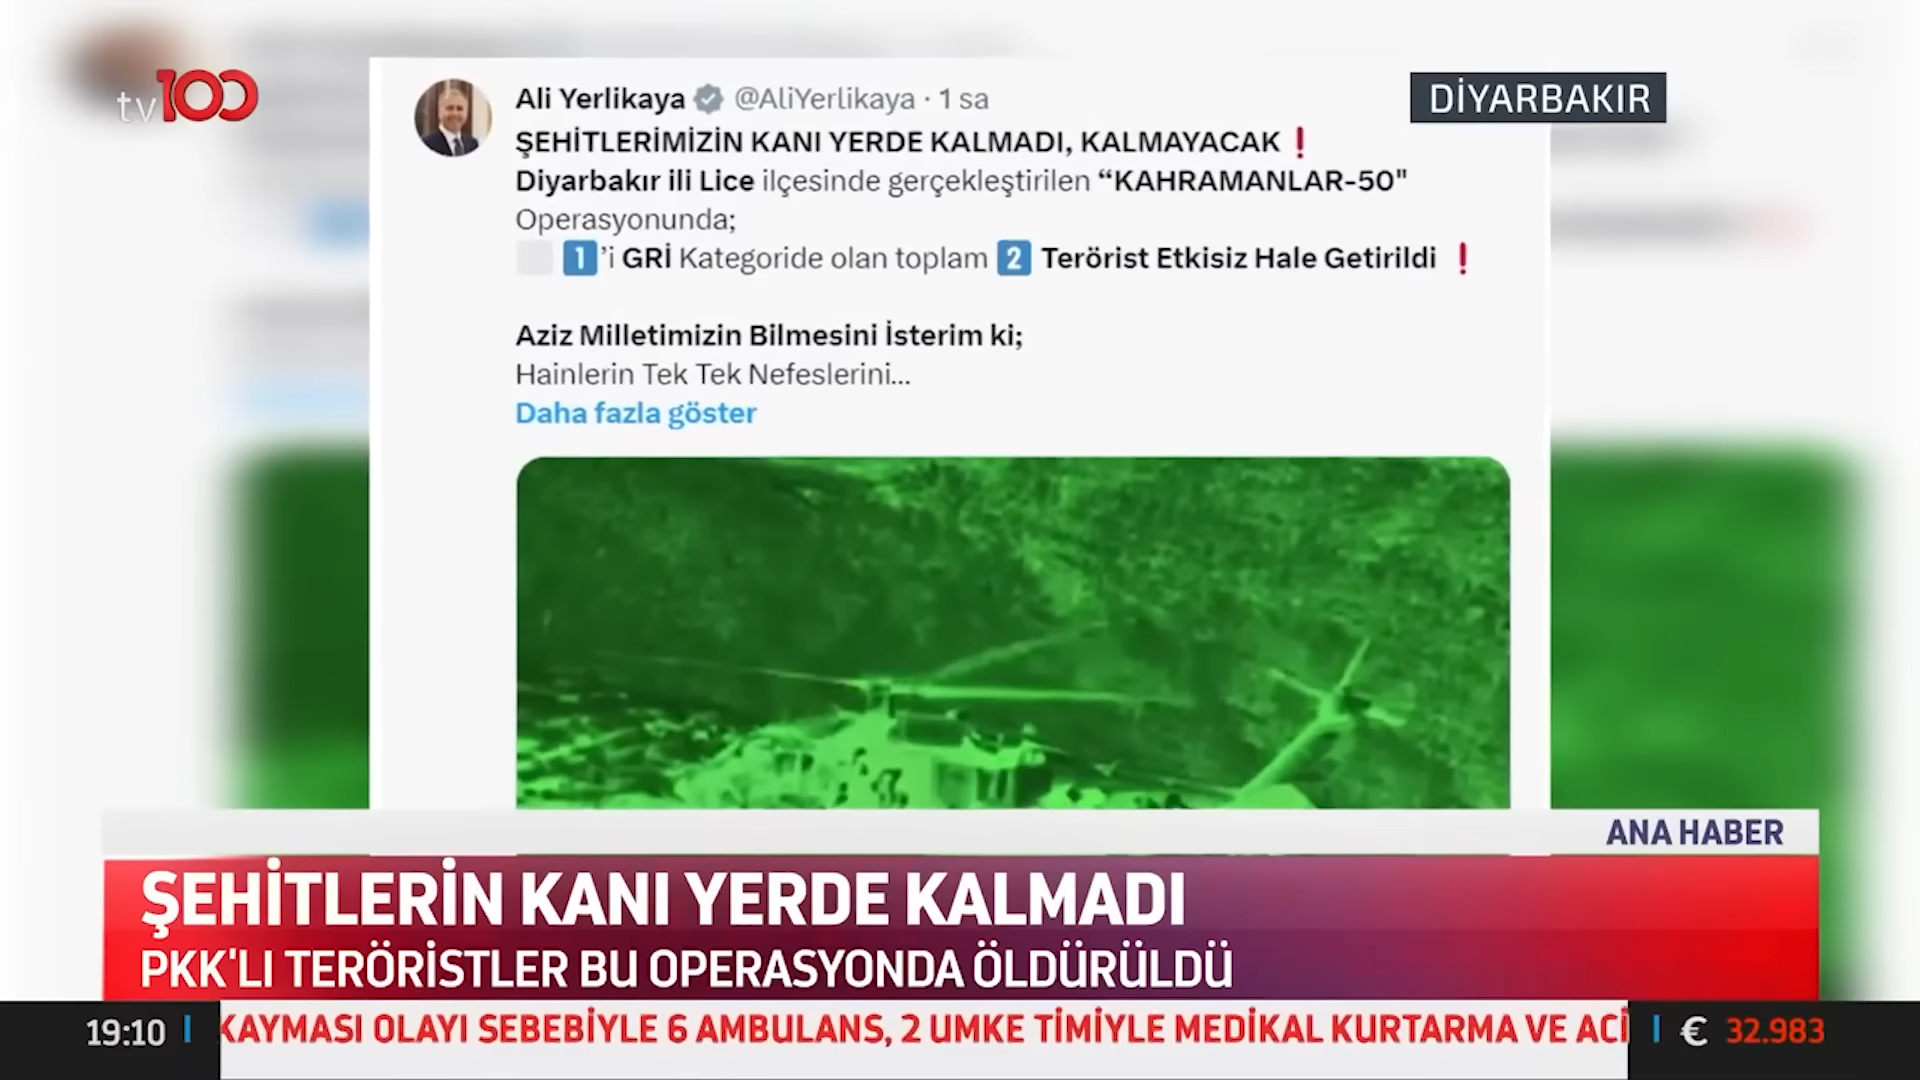 tv100
DİYARBAKIR
Ali Yerlikaya @AliYerlikaya · 1 sa
ŞEHİTLERİMİZİN KANI YERDE KALMADI, KALMAYACAK❗
Diyarbakır ili Lice ilçesinde gerçekleştirilen “KAHRAMANLAR-50"
Operasyonunda;
1️⃣'i GRİ Kategoride olan toplam 2️⃣ Terörist Etkisiz Hale Getirildi ❗
Aziz Milletimizin Bilmesini İsterim ki;
Hainlerin Tek Tek Nefeslerini...
Daha fazla göster
ANA HABER
ŞEHİTLERİN KANI YERDE KALMADI
PKK'LI TERÖRİSTLER BU OPERASYONDA ÖLDÜRÜLDÜ
19:10 | KAYMASI OLAYI SEBEBİYLE 6 AMBULANS, 2 UMKE TİMİYLE MEDİKAL KURTARMA VE ACİ | € 32.983